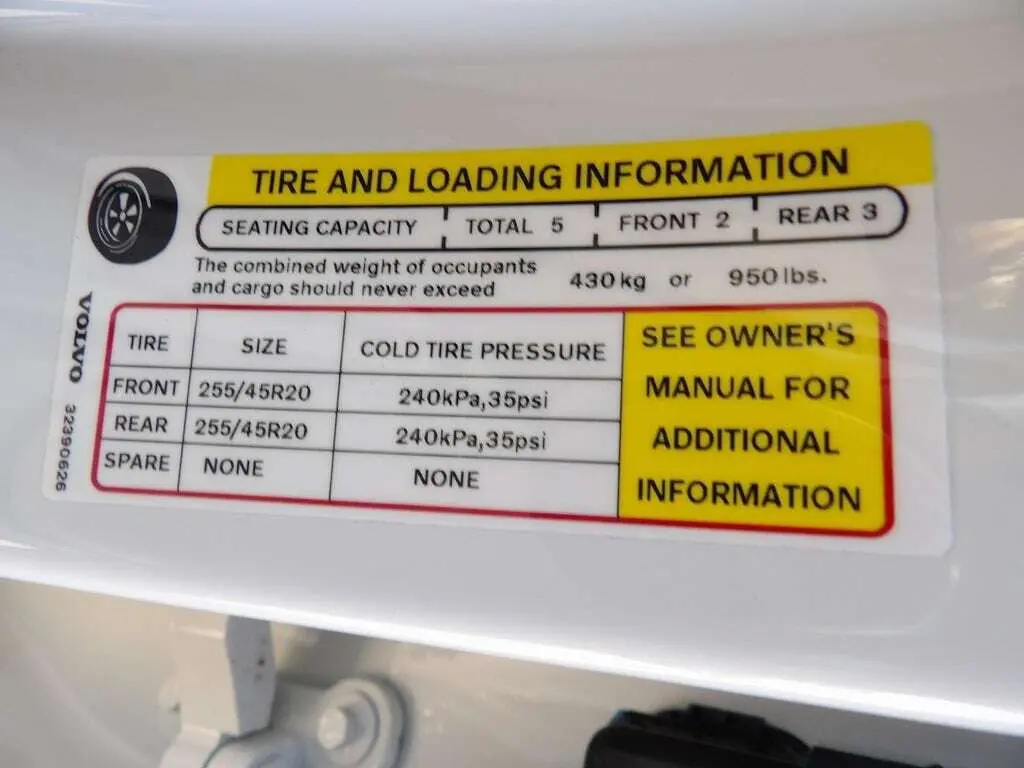 TIRE AND LOADING INFORMATION
SEATING CAPACITY TOTAL 5 FRONT 2 REAR 3
The combined weight of occupants
and cargo should never exceed 430kg or 950lbs.
TIRE SIZE COLD TIRE PRESSURE
FRONT 255/45R20 240kPa,35psi
REAR 255/45R20 240kPa,35psi
SPARE NONE NONE
SEE OWNER'S
MANUAL FOR
ADDITIONAL
INFORMATION
VOLVO 32390626